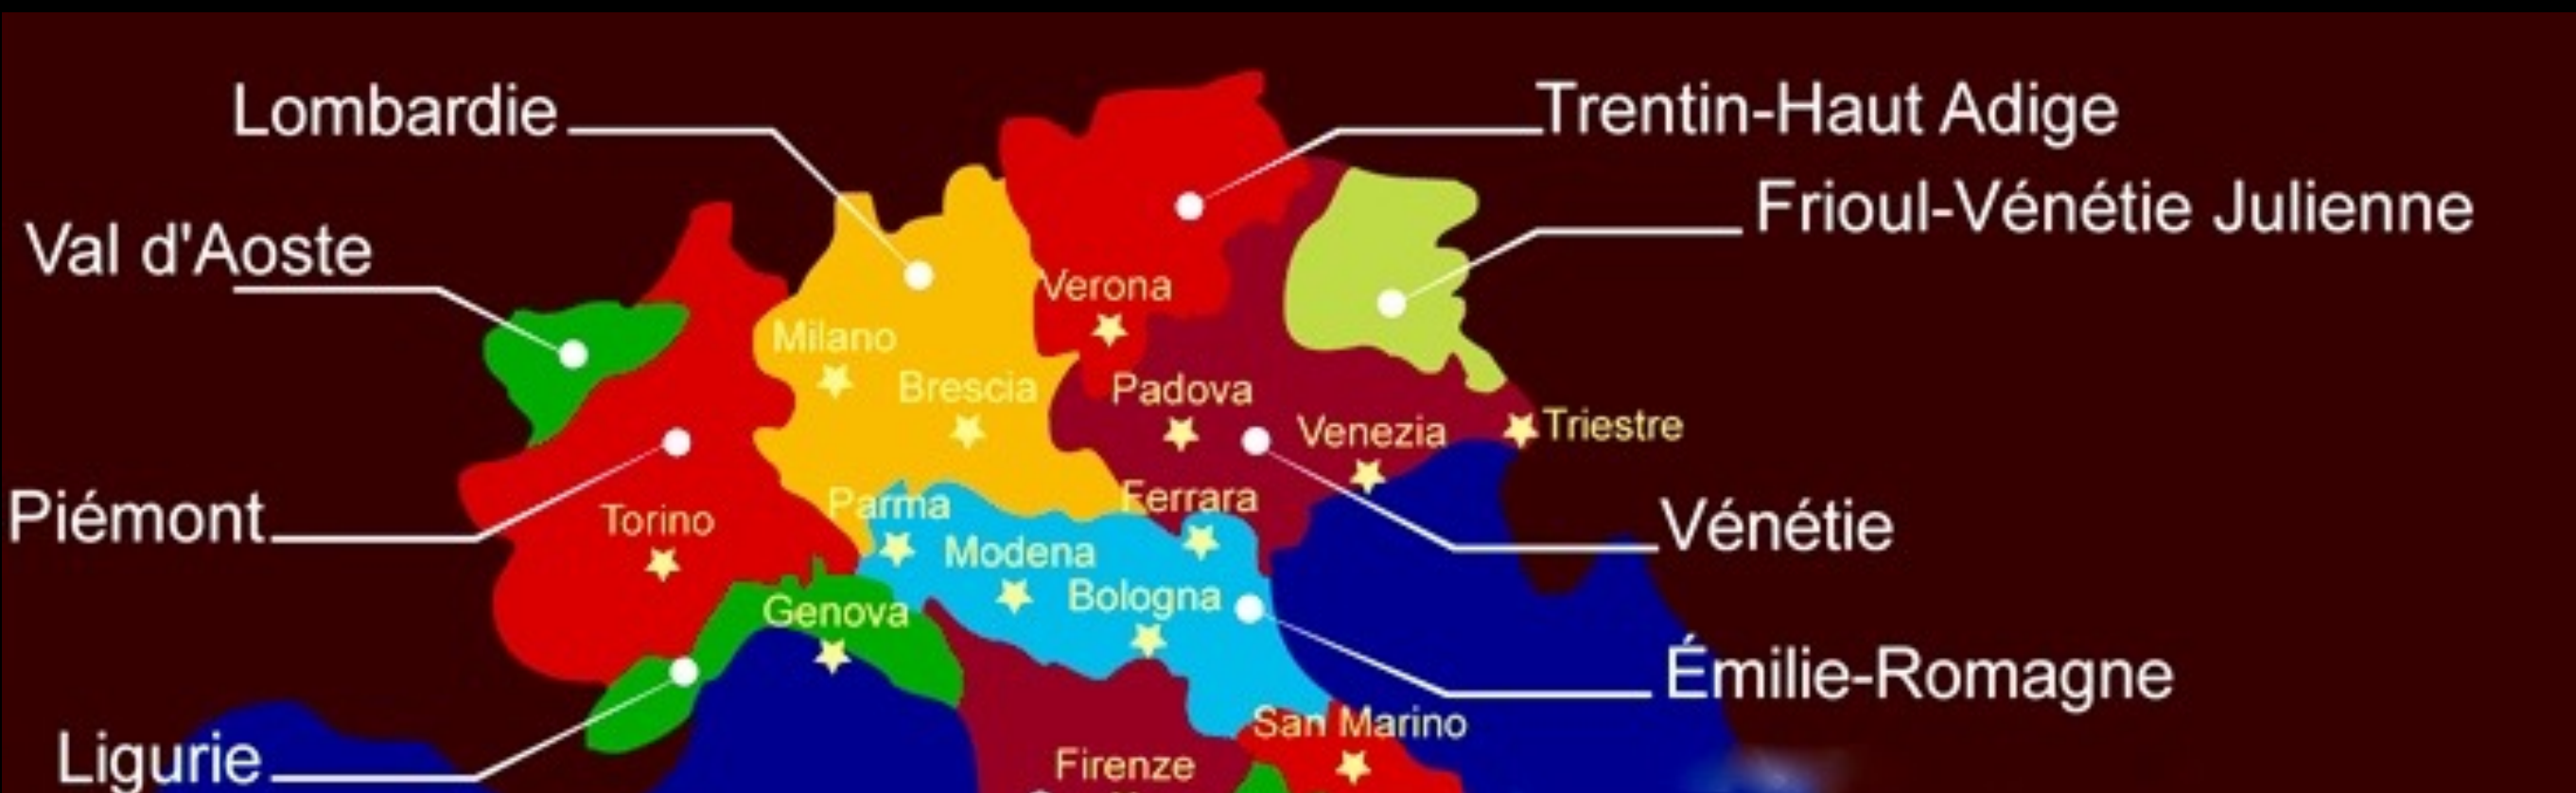 Lombardie
Trentin-Haut Adige
Frioul-Vénétie Julienne
Val d'Aoste
Verona
Milano
Brescia
Padova
Venezia
Triestre
Piémont
Torino
Parma
Ferrara
Vénétie
Modena
Bologna
Genova
Émilie-Romagne
San Marino
Ligurie
Firenze